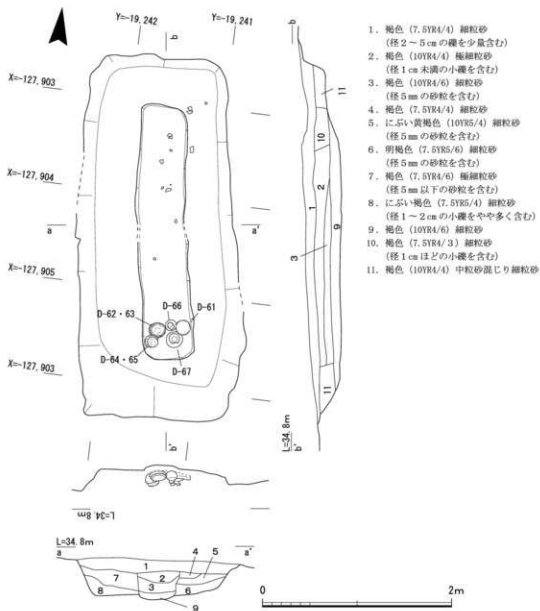 Y=-19, 242
Y=-19, 241
b
X=-127, 903
X=-127, 904
a
a'
X=-127, 905
D-62・63
D-66
D-61
D-64・65
D-67
X=-127, 903
b'
L=34.8m
L=34.8m
a
a'
1
4
5
7
2
3
6
8
9
b
11
10
2
1
9
3
11
L=34.8m
b'
0
2m
1．褐色（7.5YR4/4）細粒砂
（径2～5cmの礫を少量含む）
2．褐色（10YR4/4）極細粒砂
（径1cm未満の小礫を含む）
3．褐色（10YR4/6）細粒砂
（径5mmの砂粒を含む）
4．褐色（7.5YR4/4）細粒砂
5．にぶい黄褐色（10YR5/4）細粒砂
（径5mmの砂粒を含む）
6．明褐色（7.5YR5/6）細粒砂
（径5mmの砂粒を含む）
7．褐色（7.5YR4/6）極細粒砂
（径5mm以下の砂粒を含む）
8．にぶい褐色（7.5YR5/4）細粒砂
（径1～2cmの小礫をやや多く含む）
9．褐色（10YR4/6）細粒砂
10．褐色（7.5YR4/3）細粒砂
（径1cmほどの小礫を含む）
11．褐色（10YR4/4）中粒砂混じり細粒砂